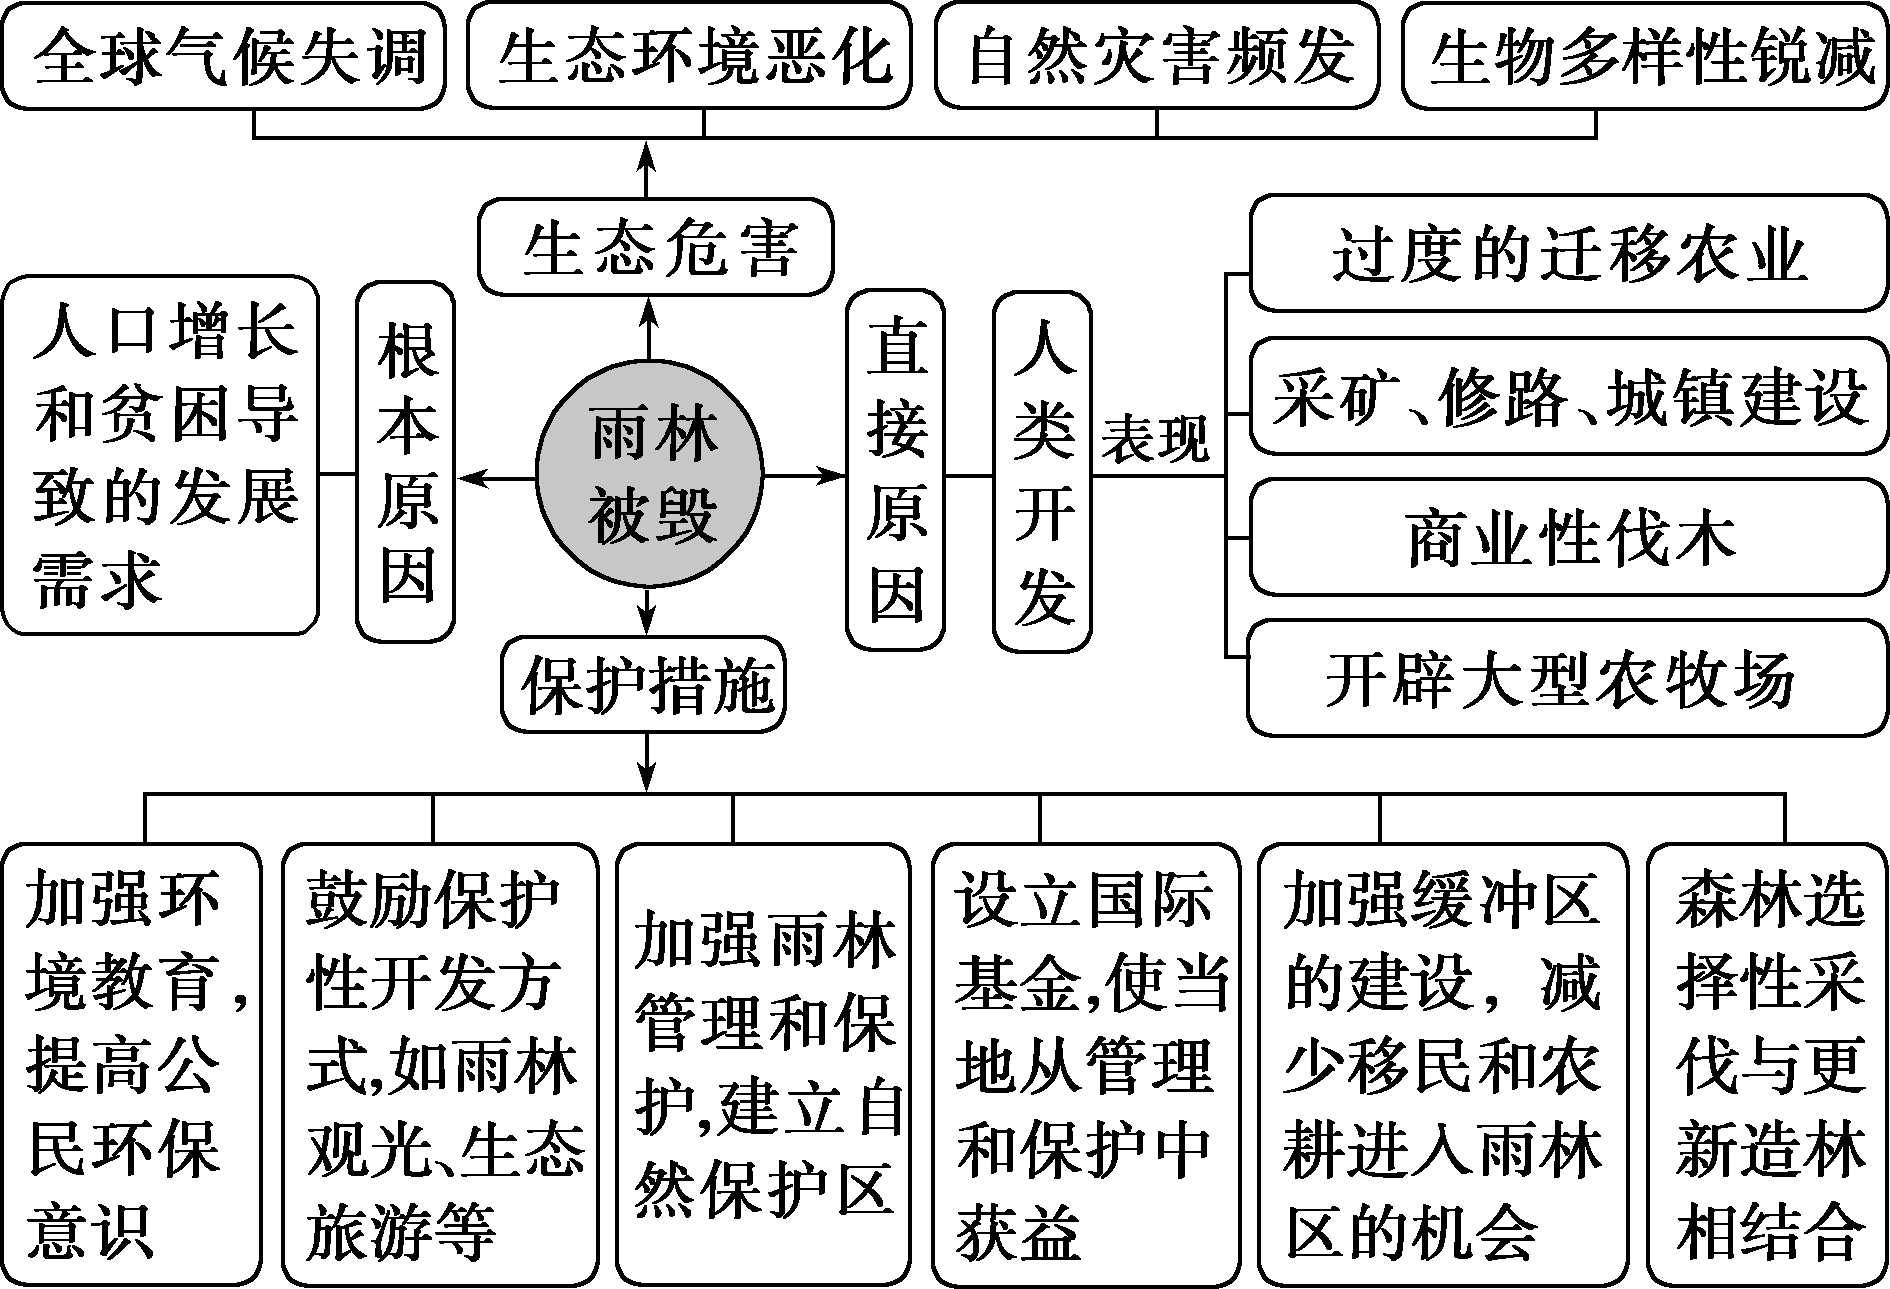 全球气候失调
生态环境恶化
自然灾害频发
生物多样性锐减
生态危害
人口增长
和贫困导
致的发展
需求
根本原因
雨林
被毁
直接原因
人类开发
表现
过度的迁移农业
采矿、修路、城镇建设
商业性伐木
开辟大型农牧场
保护措施
加强环
境教育,
提高公
民环保
意识
鼓励保护
性开发方
式,如雨林
观光、生态
旅游等
加强雨林
管理和保
护,建立自
然保护区
设立国际
基金,使当
地从管理
和保护中
获益
加强缓冲区
的建设，减
少移民和农
耕进入雨林
区的机会
森林选
择性采
伐与更
新造林
相结合